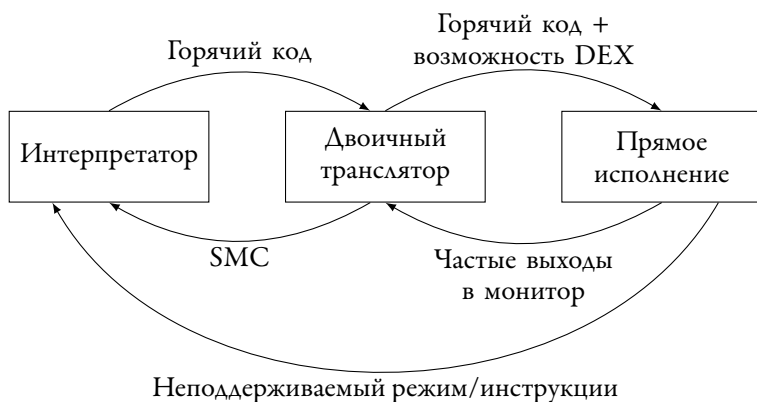 Горячий код
Горячий код +
возможность DEX
Интерпретатор
Двоичный
транслятор
Прямое
исполнение
SMC
Частые выходы
в монитор
Неподдерживаемый режим/инструкции